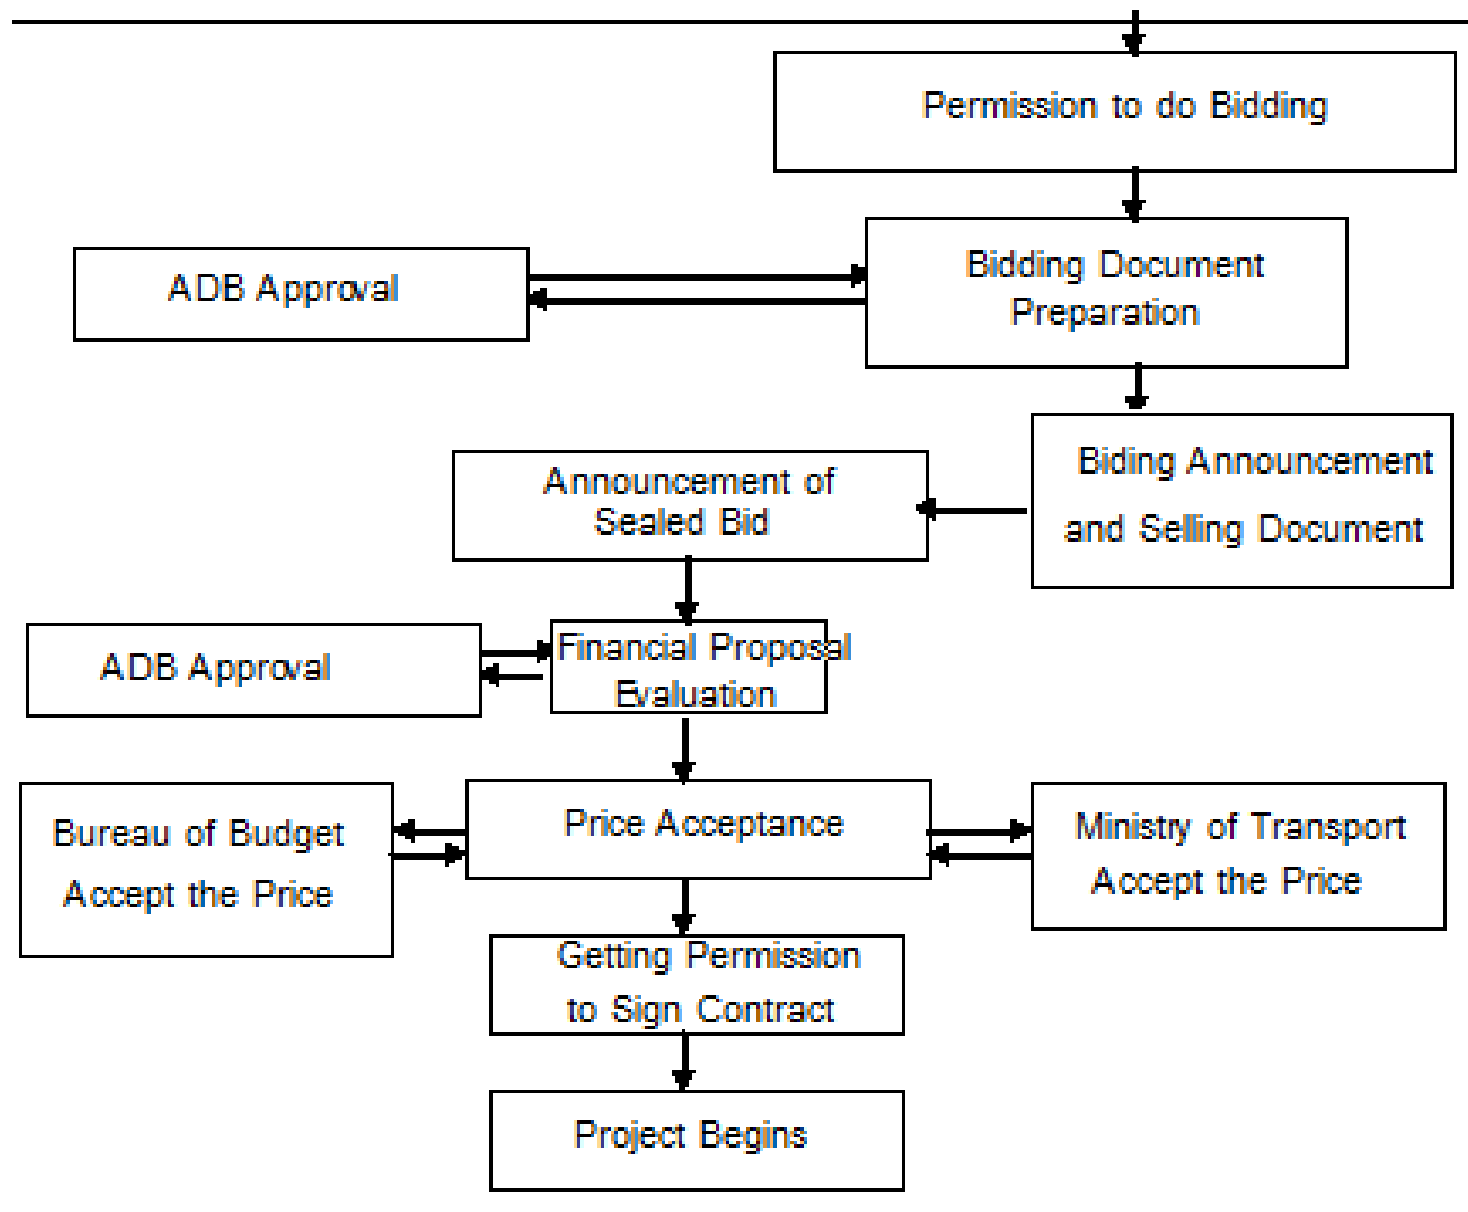 Permission to do Bidding
ADB Approval
Bidding Document
Preparation
Announcement of
Sealed Bid
Biding Announcement
and Selling Document
ADB Approval
Financial Proposal
Evaluation
Bureau of Budget
Accept the Price
Price Acceptance
Ministry of Transport
Accept the Price
Getting Permission
to Sign Contract
Project Begins